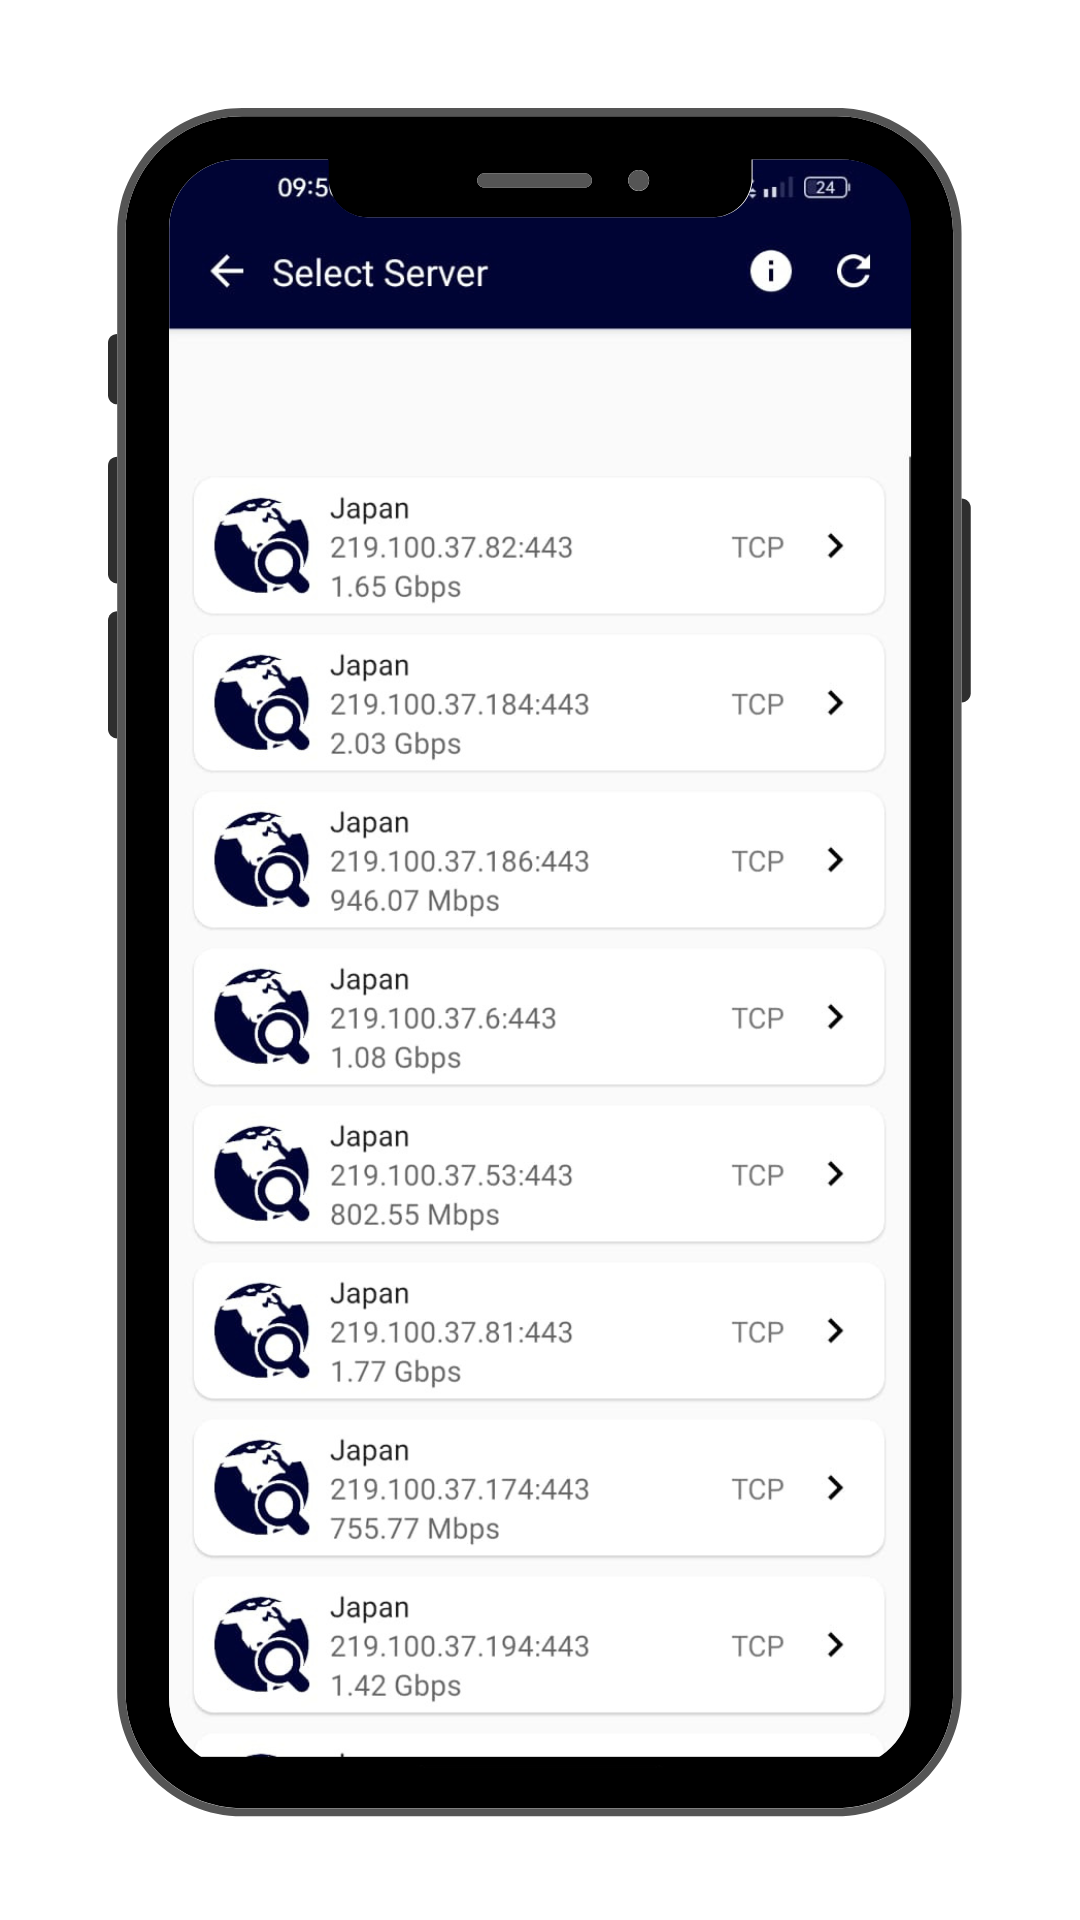 09:5
24
Select Server
Japan
219.100.37.82:443
TCP
1.65 Gbps
Japan
219.100.37.184:443
TCP
2.03 Gbps
Japan
219.100.37.186:443
TCP
946.07 Mbps
Japan
219.100.37.6:443
TCP
1.08 Gbps
Japan
219.100.37.53:443
TCP
802.55 Mbps
Japan
219.100.37.81:443
TCP
1.77 Gbps
Japan
219.100.37.174:443
TCP
755.77 Mbps
Japan
219.100.37.194:443
TCP
1.42 Gbps